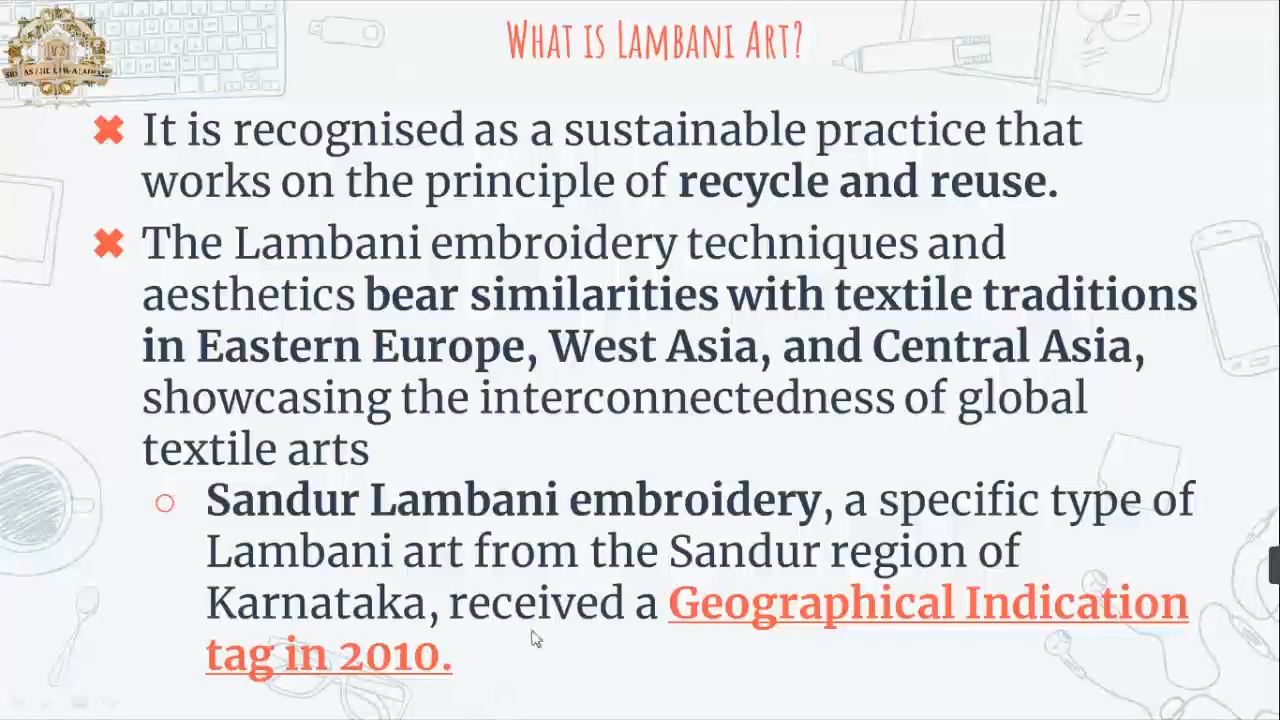 WHAT IS LAMBANI ART?
It is recognised as a sustainable practice that
works on the principle of recycle and reuse.
The Lambani embroidery techniques and
aesthetics bear similarities with textile traditions
in Eastern Europe, West Asia, and Central Asia,
showcasing the interconnectedness of global
textile arts
Sandur Lambani embroidery, a specific type of
Lambani art from the Sandur region of
Karnataka, received a Geographical Indication
tag in 2010.